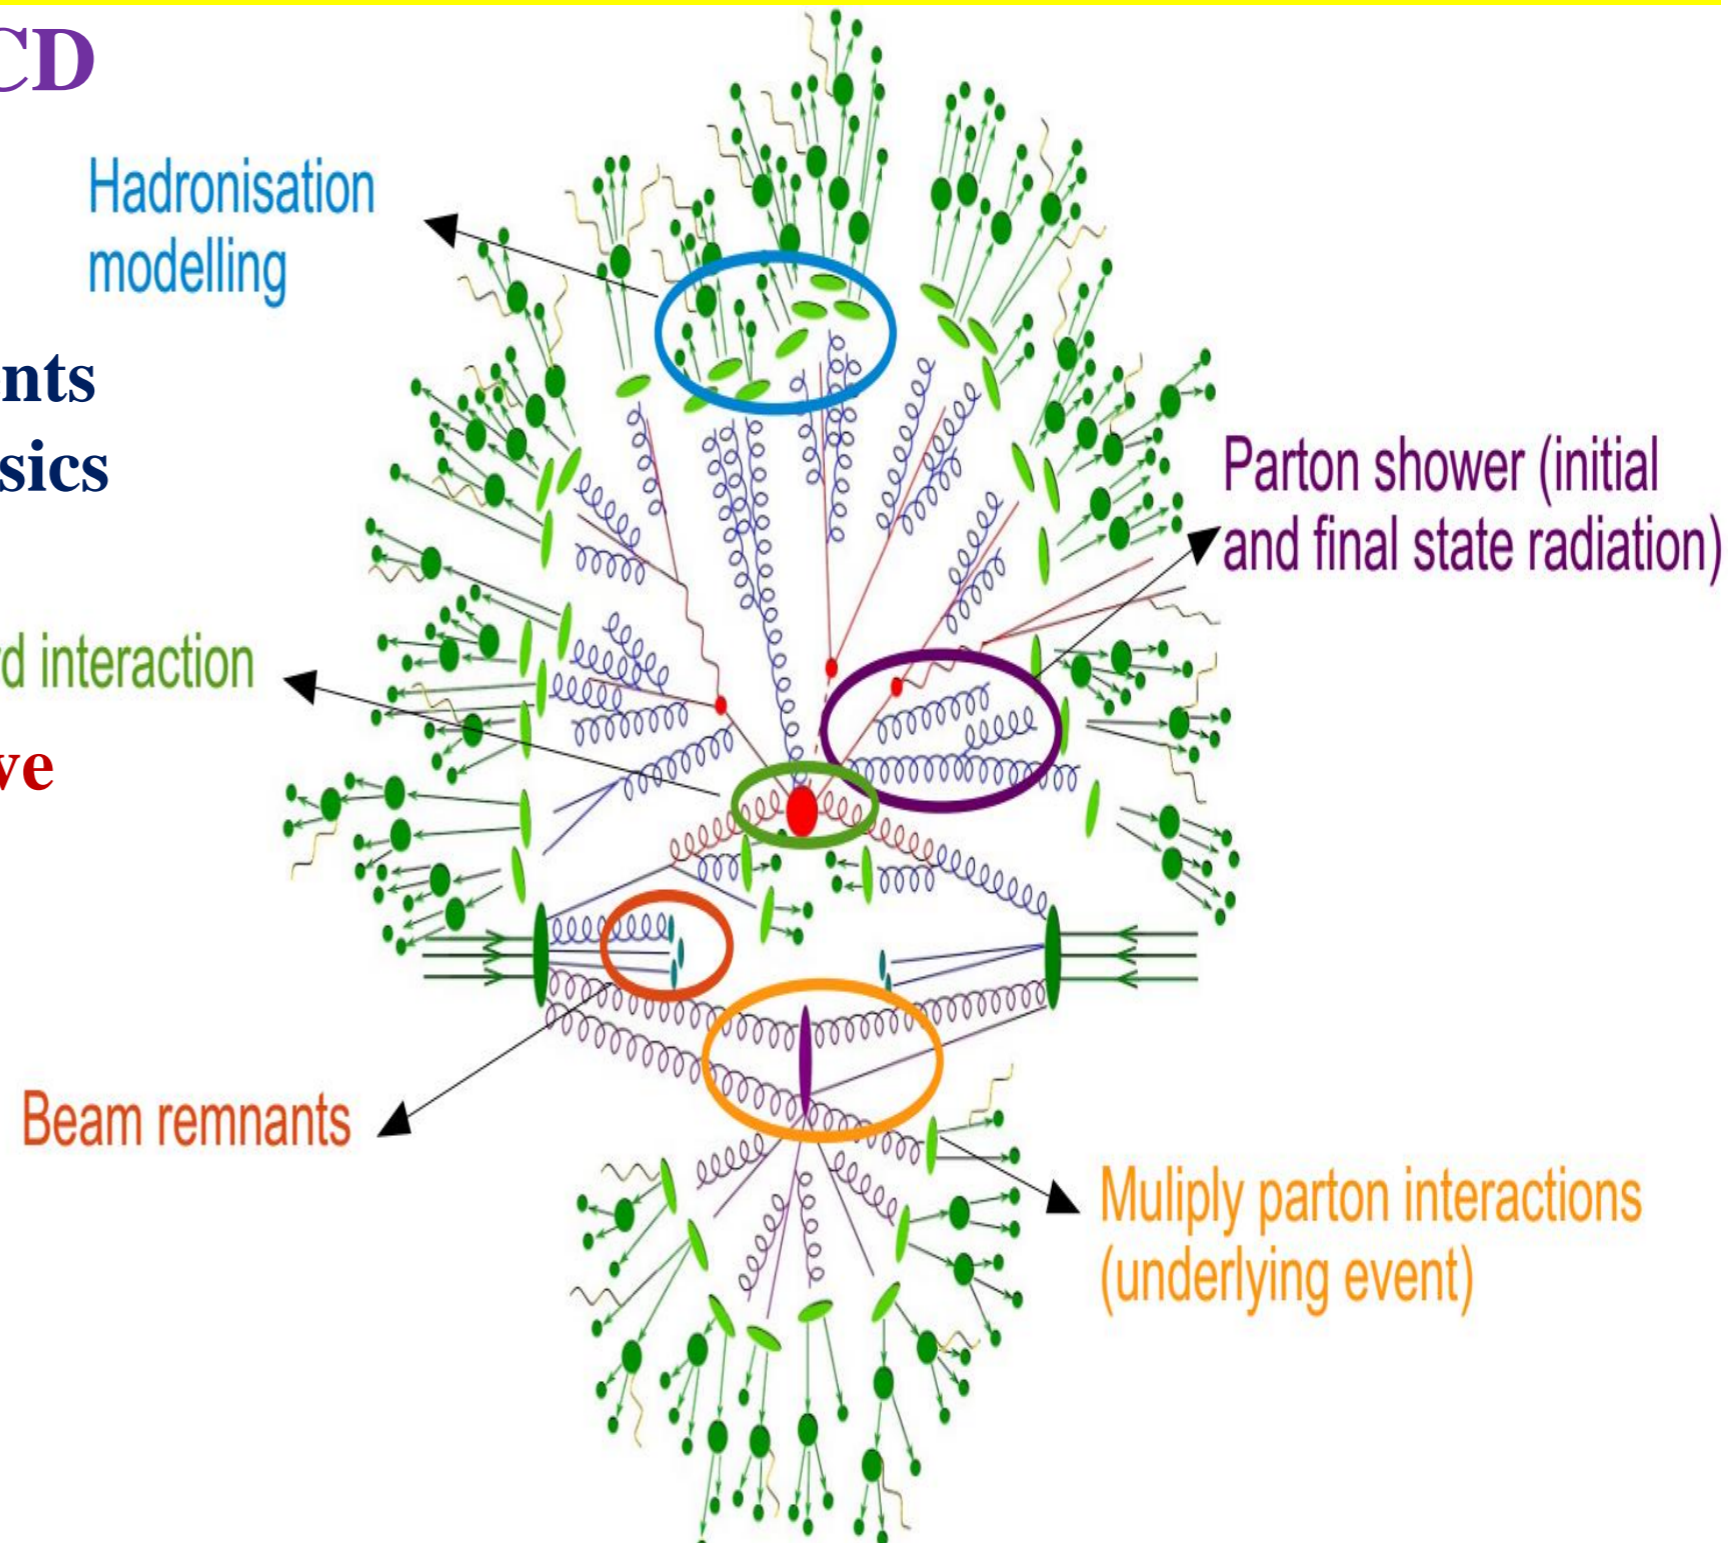 CD
Hadronisation
modelling
nts
sics
Parton shower (initial
and final state radiation)
d interaction
ve
Beam remnants
Muliply parton interactions
(underlying event)